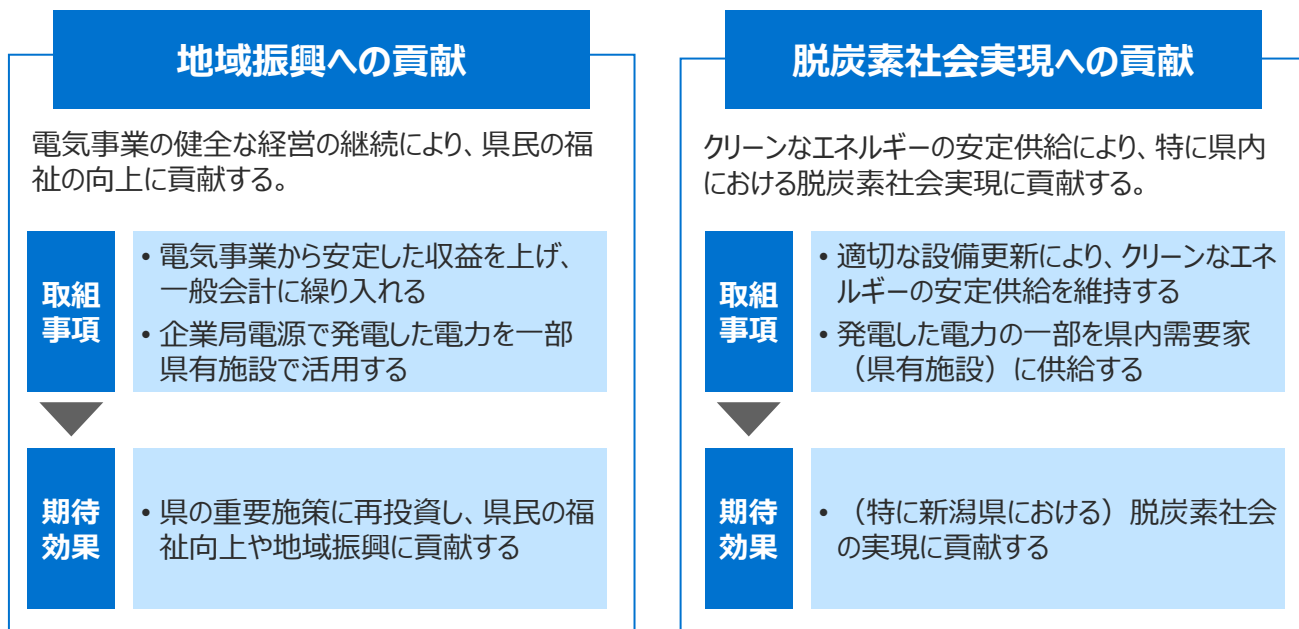 地域振興への貢献
電気事業の健全な経営の継続により、県民の福
祉の向上に貢献する。
取組
事項
• 電気事業から安定した収益を上げ、
一般会計に繰り入れる
• 企業局電源で発電した電力を一部
県有施設で活用する
期待
効果
• 県の重要施策に再投資し、県民の福
祉向上や地域振興に貢献する
脱炭素社会実現への貢献
クリーンなエネルギーの安定供給により、特に県内
における脱炭素社会実現に貢献する。
取組
事項
• 適切な設備更新により、クリーンなエネ
ルギーの安定供給を維持する
• 発電した電力の一部を県内需要家
（県有施設）に供給する
期待
効果
• （特に新潟県における）脱炭素社会
の実現に貢献する